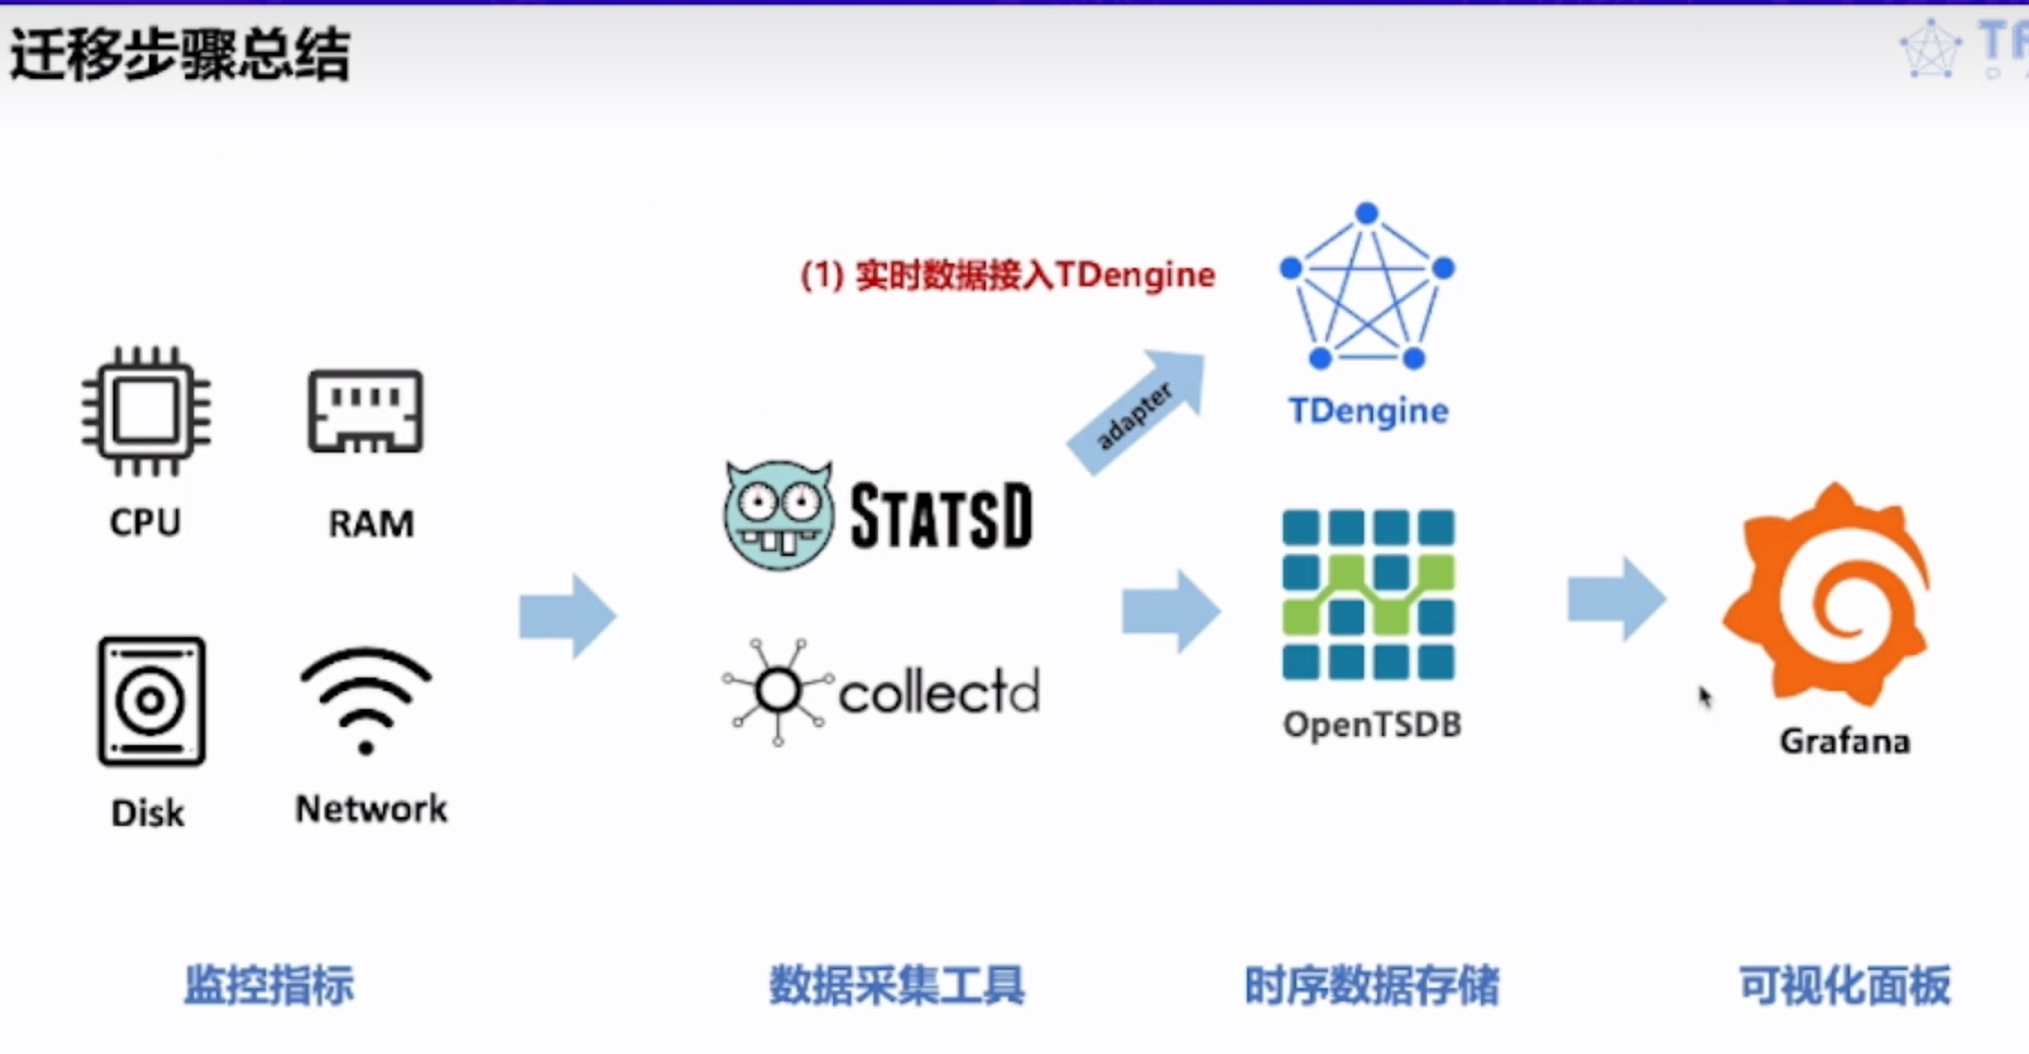 迁移步骤总结
(1) 实时数据接入TDengine
adapter
TDengine
CPU
RAM
STATSD
collectd
OpenTSDB
Grafana
Disk
Network
监控指标
数据采集工具
时序数据存储
可视化面板